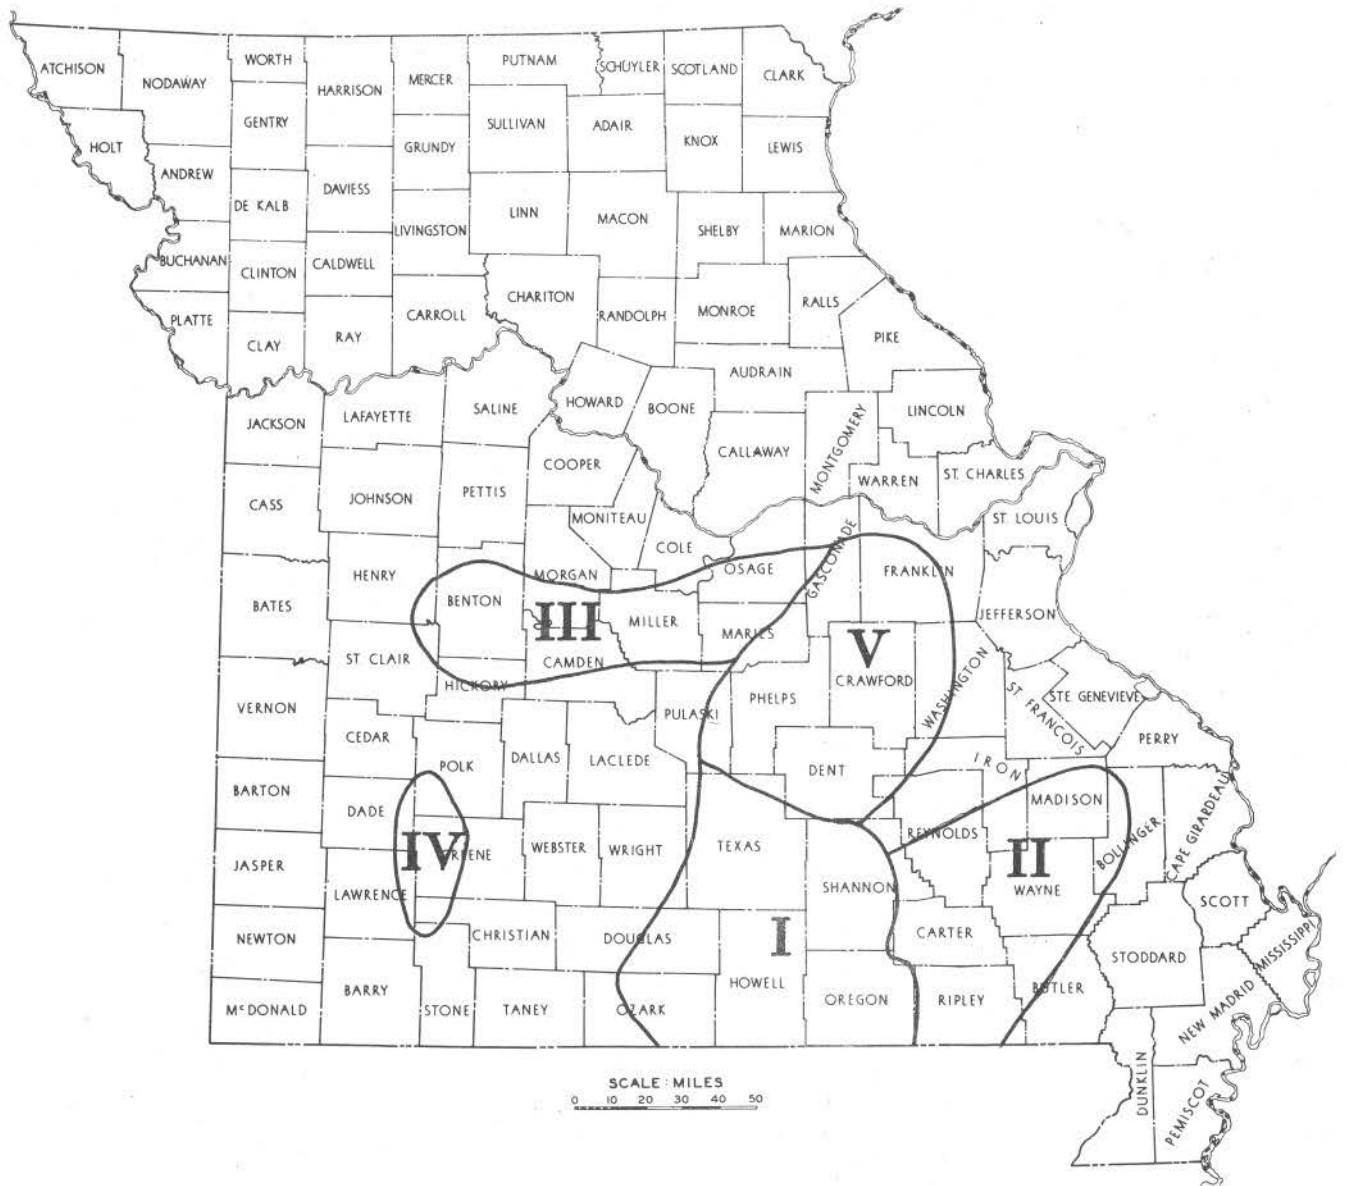 ATCHISON
NODAWAY
WORTH
HARRISON
MERCER
PUTNAM
SCHUYLER
SCOTLAND
CLARK
HOLT
GENTRY
GRUNDY
SULLIVAN
ADAIR
KNOX
LEWIS
ANDREW
DE KALB
DAVIESS
LIVINGSTON
LINN
MACON
SHELBY
MARION
BUCHANAN
CLINTON
CALDWELL
CARROLL
CHARITON
RANDOLPH
MONROE
RALLS
PIKE
PLATTE
CLAY
RAY
AUDRAIN
JACKSON
LAFAYETTE
SALINE
HOWARD
BOONE
CALLAWAY
MONTGOMERY
LINCOLN
WARREN
ST. CHARLES
CASS
JOHNSON
PETTIS
COOPER
MONITEAU
COLE
OSAGE
GASCONADE
FRANKLIN
ST. LOUIS
BATES
HENRY
BENTON
MORGAN
III
MILLER
MARIES
V
JEFFERSON
ST CLAIR
HICKORY
CAMDEN
PULASKI
PHELPS
CRAWFORD
WASHINGTON
ST. FRANCOIS
STE. GENEVIEVE
VERNON
CEDAR
POLK
DALLAS
LACLEDE
DENT
IRON
PERRY
BARTON
DADE
MADISON
BOLLINGER
CAPE GIRARDEAU
JASPER
LAWRENCE
IV
GREENE
WEBSTER
WRIGHT
TEXAS
SHANNON
REYNOLDS
II
WAYNE
SCOTT
NEWTON
CHRISTIAN
DOUGLAS
I
HOWELL
CARTER
STODDARD
MISSISSIPPI
McDONALD
BARRY
STONE
TANEY
OZARK
OREGON
RIPLEY
BUTLER
NEW MADRID
DUNKLIN
PEMISCOT
SCALE : MILES
0 10 20 30 40 50